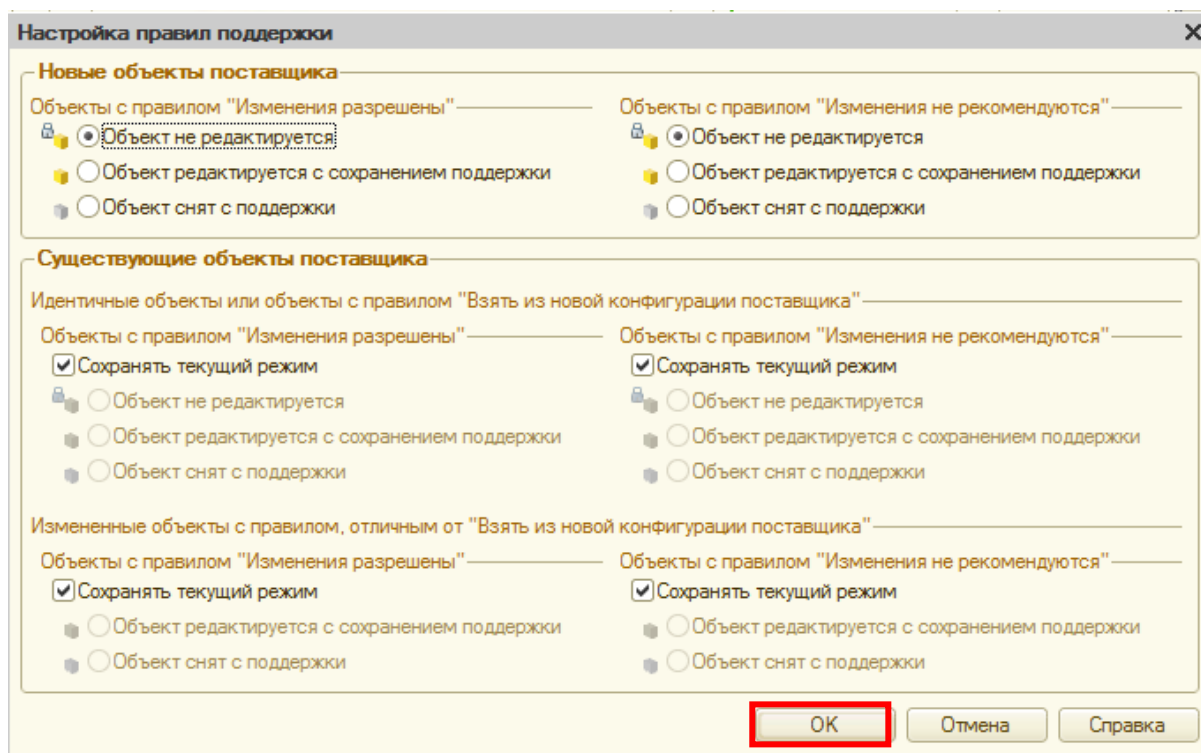 Настройка правил поддержки
Новые объекты поставщика
Объекты с правилом "Изменения разрешены" Объекты с правилом "Изменения не рекомендуются"
Объект не редактируется Объект не редактируется
Объект редактируется с сохранением поддержки Объект редактируется с сохранением поддержки
Объект снят с поддержки Объект снят с поддержки
Существующие объекты поставщика
Идентичные объекты или объекты с правилом "Взять из новой конфигурации поставщика"
Объекты с правилом "Изменения разрешены" Объекты с правилом "Изменения не рекомендуются"
Сохранять текущий режим Сохранять текущий режим
Объект не редактируется Объект не редактируется
Объект редактируется с сохранением поддержки Объект редактируется с сохранением поддержки
Объект снят с поддержки Объект снят с поддержки
Измененные объекты с правилом, отличным от "Взять из новой конфигурации поставщика"
Объекты с правилом "Изменения разрешены" Объекты с правилом "Изменения не рекомендуются"
Сохранять текущий режим Сохранять текущий режим
Объект редактируется с сохранением поддержки Объект редактируется с сохранением поддержки
Объект снят с поддержки Объект снят с поддержки
OK Отмена Справка